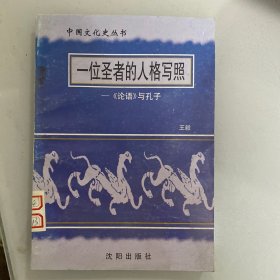 中国文化史丛书
一位圣者的人格写照
—《论语》与孔子
王毅
沈阳出版社